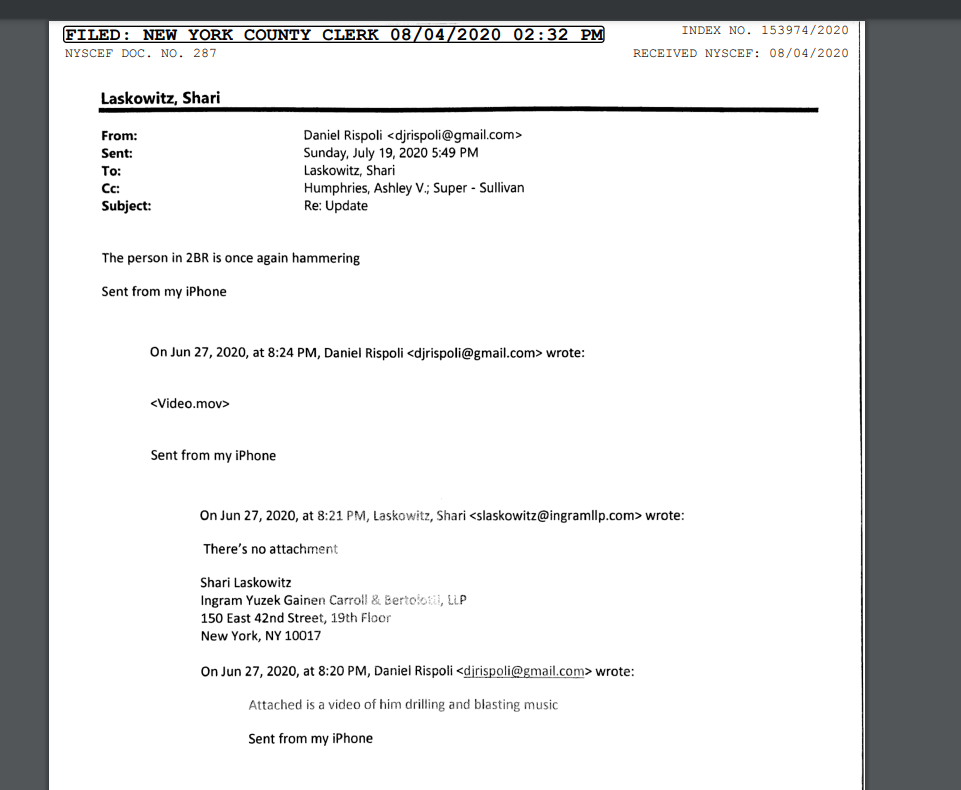 FILED: NEW YORK COUNTY CLERK 08/04/2020 02:32 PM
INDEX NO. 153974/2020
NYSCEF DOC. NO. 287
RECEIVED NYSCEF: 08/04/2020
Laskowitz, Shari
From: Daniel Rispoli <djrispoli@gmail.com>
Sent: Sunday, July 19, 2020 5:49 PM
To: Laskowitz, Shari
Cc: Humphries, Ashley V.; Super - Sullivan
Subject: Re: Update
The person in 2BR is once again hammering
Sent from my iPhone
On Jun 27, 2020, at 8:24 PM, Daniel Rispoli <djrispoli@gmail.com> wrote:
<Video.mov>
Sent from my iPhone
On Jun 27, 2020, at 8:21 PM, Laskowitz, Shari <slaskowitz@ingramllp.com> wrote:
There's no attachment
Shari Laskowitz
Ingram Yuzek Gainen Carroll & Bertolotti, LLP
150 East 42nd Street, 19th Floor
New York, NY 10017
On Jun 27, 2020, at 8:20 PM, Daniel Rispoli <djrispoli@gmail.com> wrote:
Attached is a video of him drilling and blasting music
Sent from my iPhone